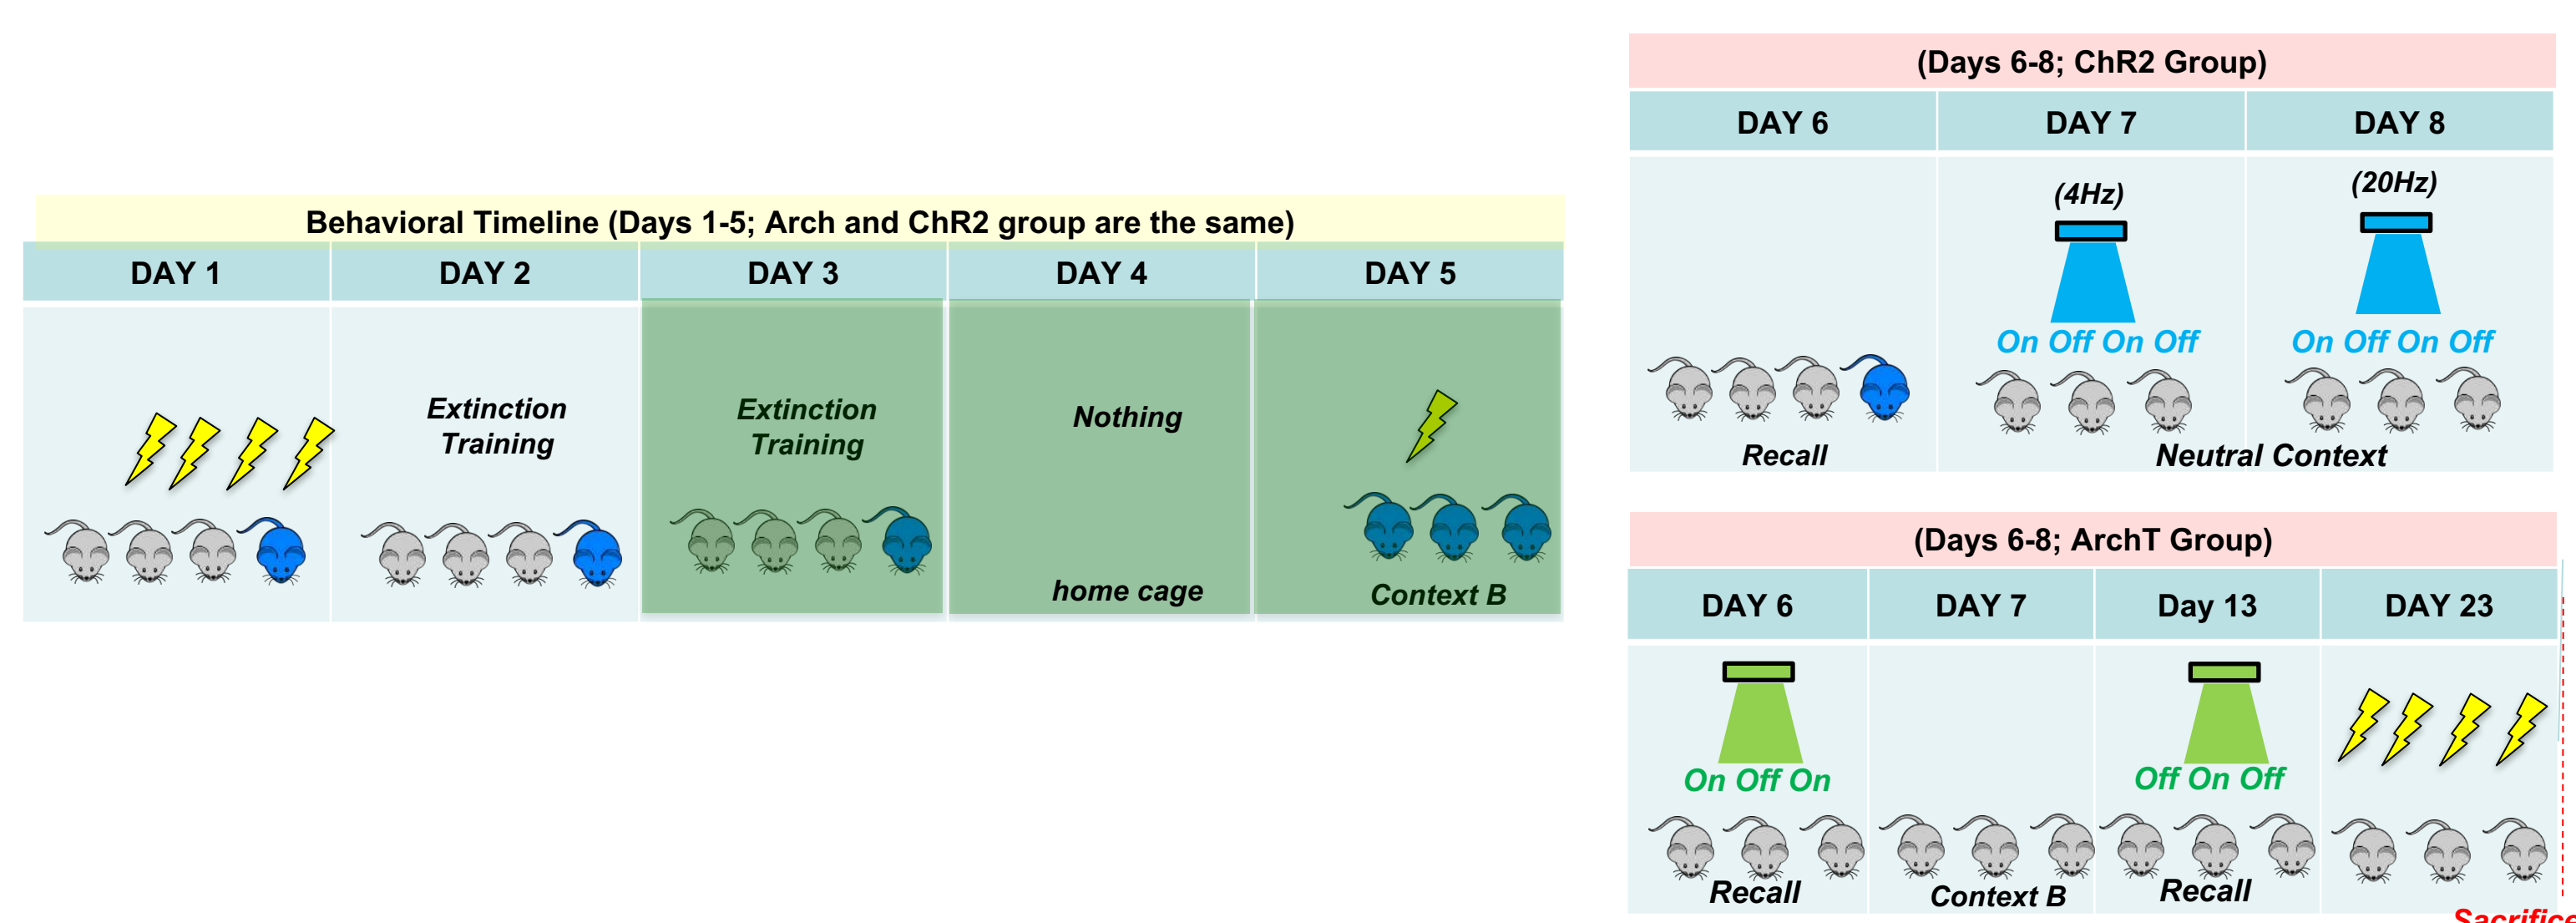 Behavioral Timeline (Days 1-5; Arch and ChR2 group are the same)
DAY 1
DAY 2
DAY 3
DAY 4
DAY 5
Extinction
Training
Extinction
Training
Nothing
home cage
Context B
(Days 6-8; ChR2 Group)
DAY 6
DAY 7
DAY 8
(4Hz)
(20Hz)
On Off On Off
On Off On Off
Recall
Neutral Context
(Days 6-8; ArchT Group)
DAY 6
DAY 7
Day 13
DAY 23
On Off On
Off On Off
Recall
Context B
Recall
Sacrifice